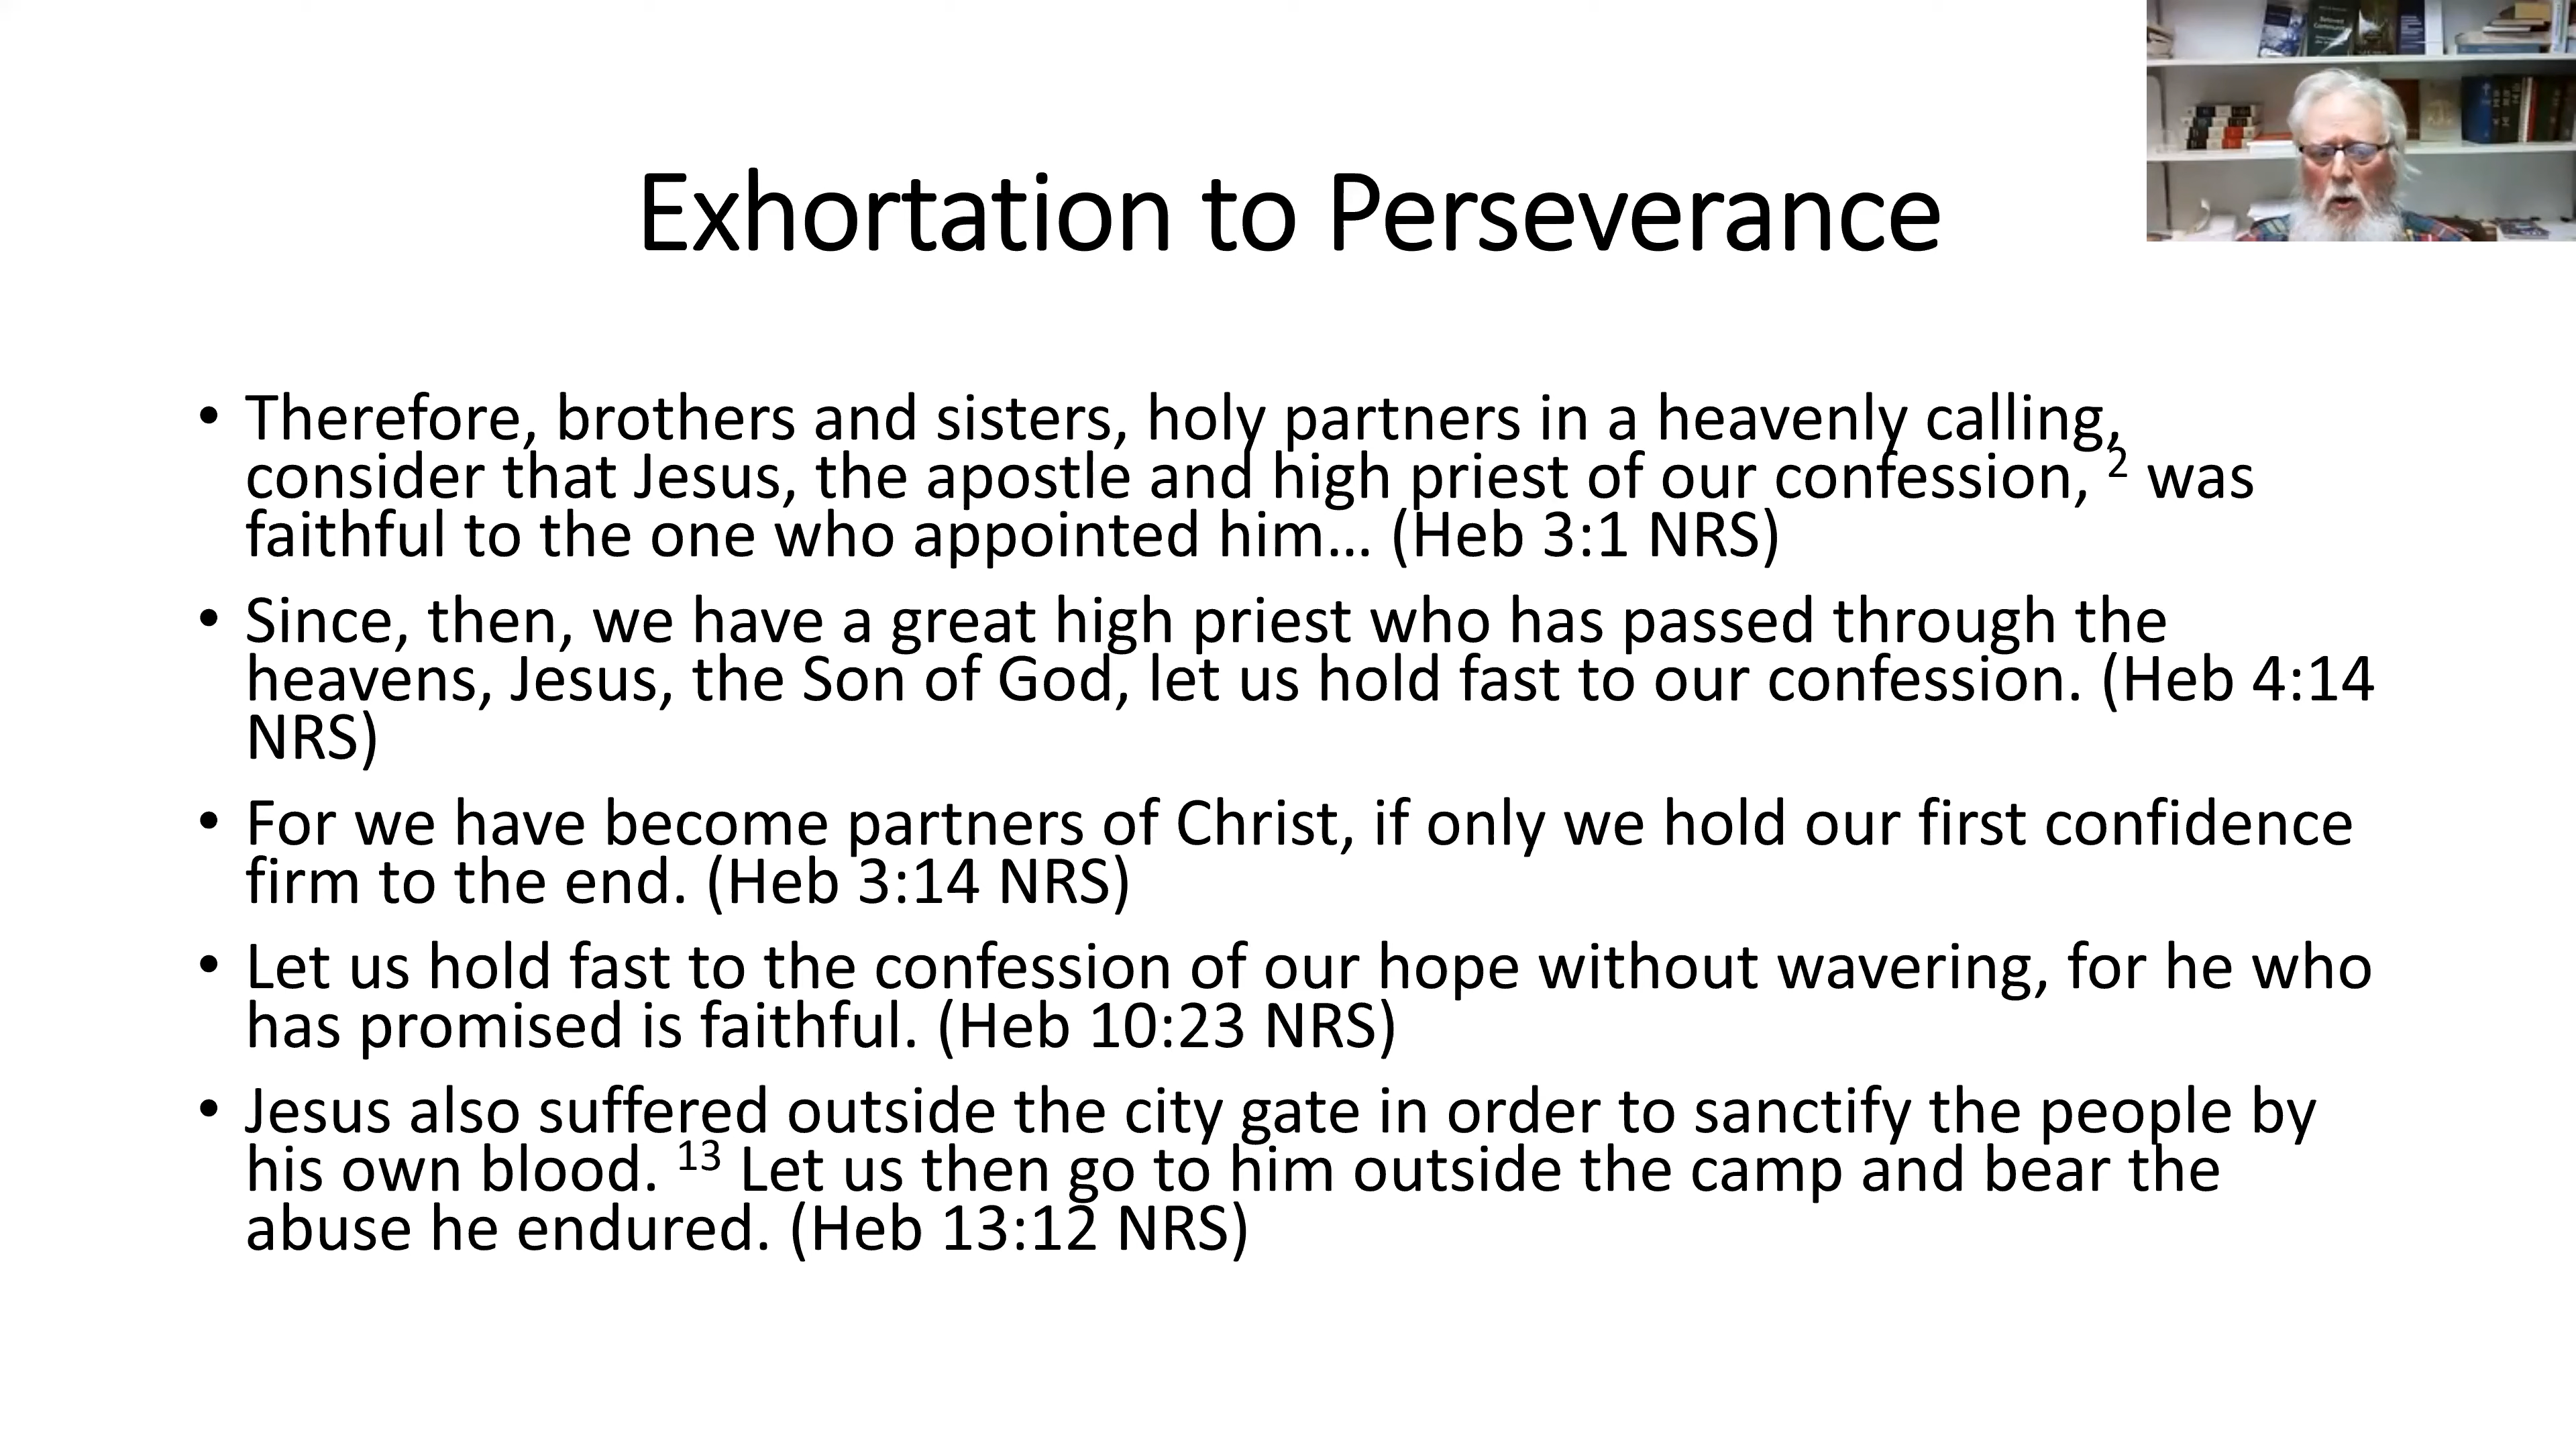 Exhortation to Perseverance
• Therefore, brothers and sisters, holy partners in a heavenly calling,
consider that Jesus, the apostle and high priest of our confession, ² was
faithful to the one who appointed him... (Heb 3:1 NRS)
• Since, then, we have a great high priest who has passed through the
heavens, Jesus, the Son of God, let us hold fast to our confession. (Heb 4:14
NRS)
• For we have become partners of Christ, if only we hold our first confidence
firm to the end. (Heb 3:14 NRS)
• Let us hold fast to the confession of our hope without wavering, for he who
has promised is faithful. (Heb 10:23 NRS)
• Jesus also suffered outside the city gate in order to sanctify the people by
his own blood. ¹³ Let us then go to him outside the camp and bear the
abuse he endured. (Heb 13:12 NRS)